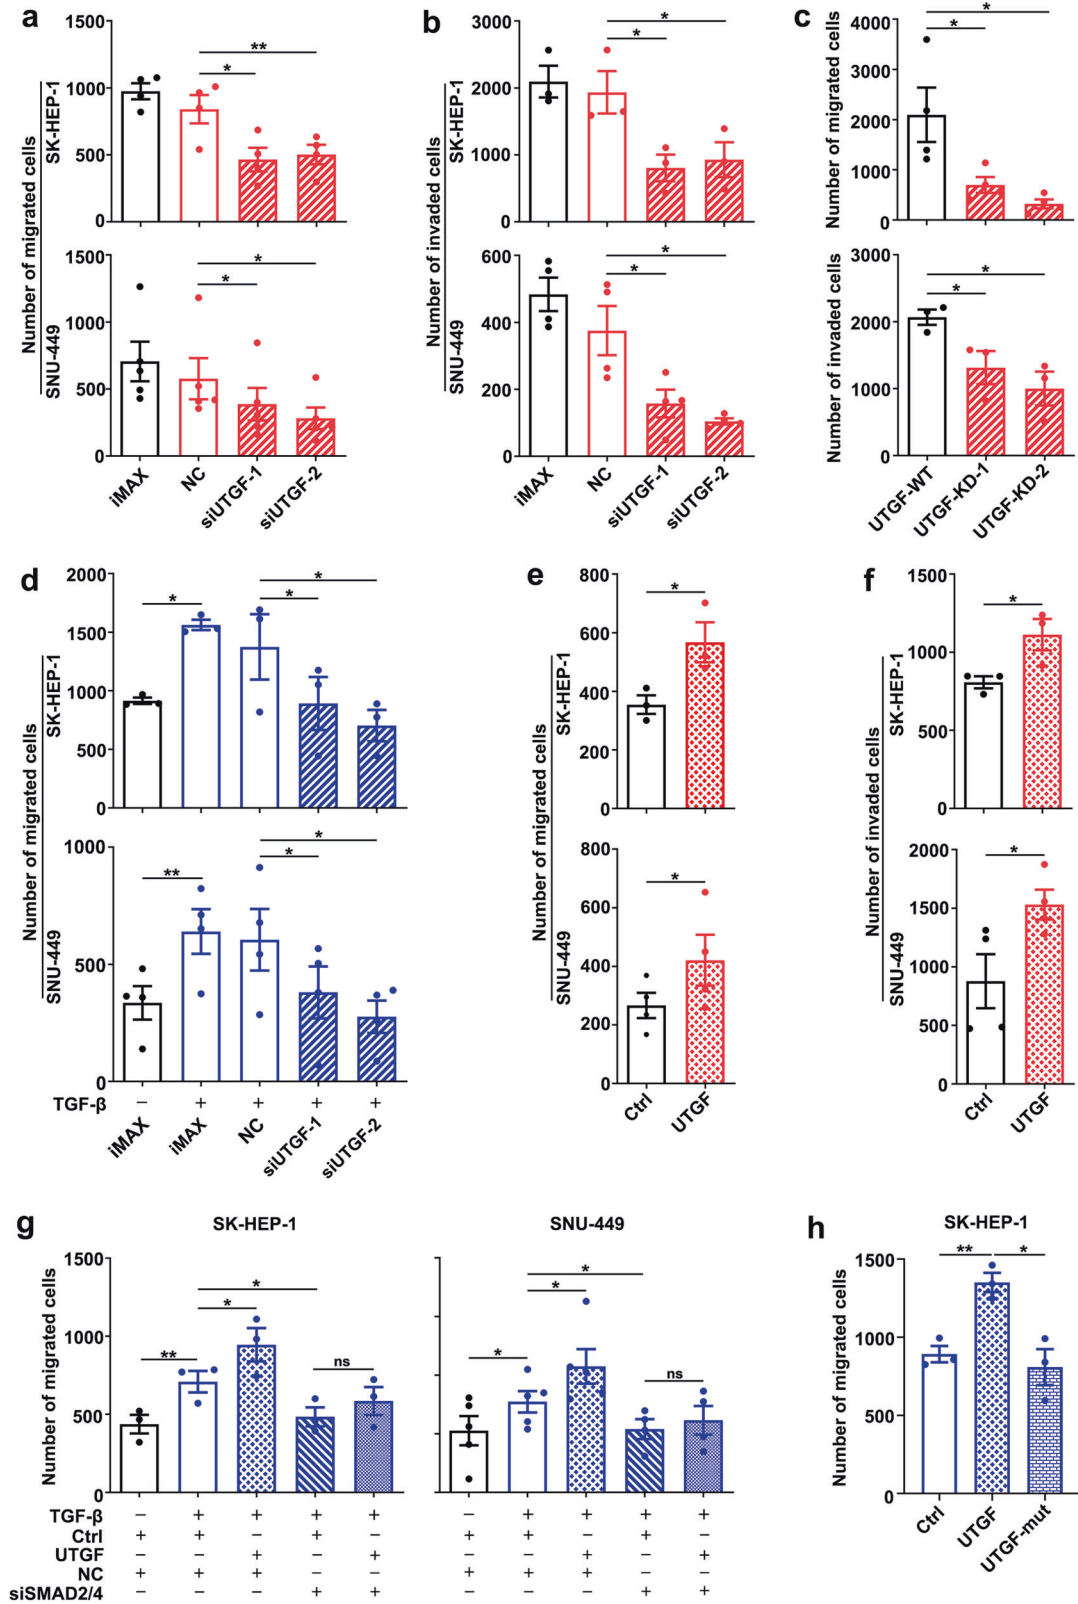 a
Number of migrated cells
SK-HEP-1
1500
1000
500
0
**
*
SNU-449
1500
1000
500
0
*
*
iMAX
NC
siUTGF-1
siUTGF-2
b
Number of invaded cells
SK-HEP-1
3000
2000
1000
0
*
*
SNU-449
600
400
200
0
*
*
iMAX
NC
siUTGF-1
siUTGF-2
c
Number of migrated cells
4000
3000
2000
1000
0
*
*
Number of invaded cells
3000
2000
1000
0
*
*
UTGF-WT
UTGF-KD-1
UTGF-KD-2
d
Number of migrated cells
SK-HEP-1
2000
1500
1000
500
0
*
*
*
SNU-449
1000
500
0
**
*
*
TGF-β − + + + +
iMAX
iMAX
NC
siUTGF-1
siUTGF-2
e
Number of migrated cells
SK-HEP-1
800
600
400
200
0
*
SNU-449
800
600
400
200
0
*
Ctrl
UTGF
f
Number of invaded cells
SK-HEP-1
1500
1000
500
0
*
SNU-449
2000
1500
1000
500
0
*
Ctrl
UTGF
g
SK-HEP-1
SNU-449
Number of migrated cells
1500
1000
500
0
**
*
*
ns
*
*
*
ns
TGF-β − + + + + − + + + +
Ctrl + + − + − + + − + −
UTGF − − + − + − − + − +
NC + + + − − + + + − −
siSMAD2/4 − − − + + − − − + +
h
SK-HEP-1
Number of migrated cells
1500
1000
500
0
**
*
Ctrl
UTGF
UTGF-mut